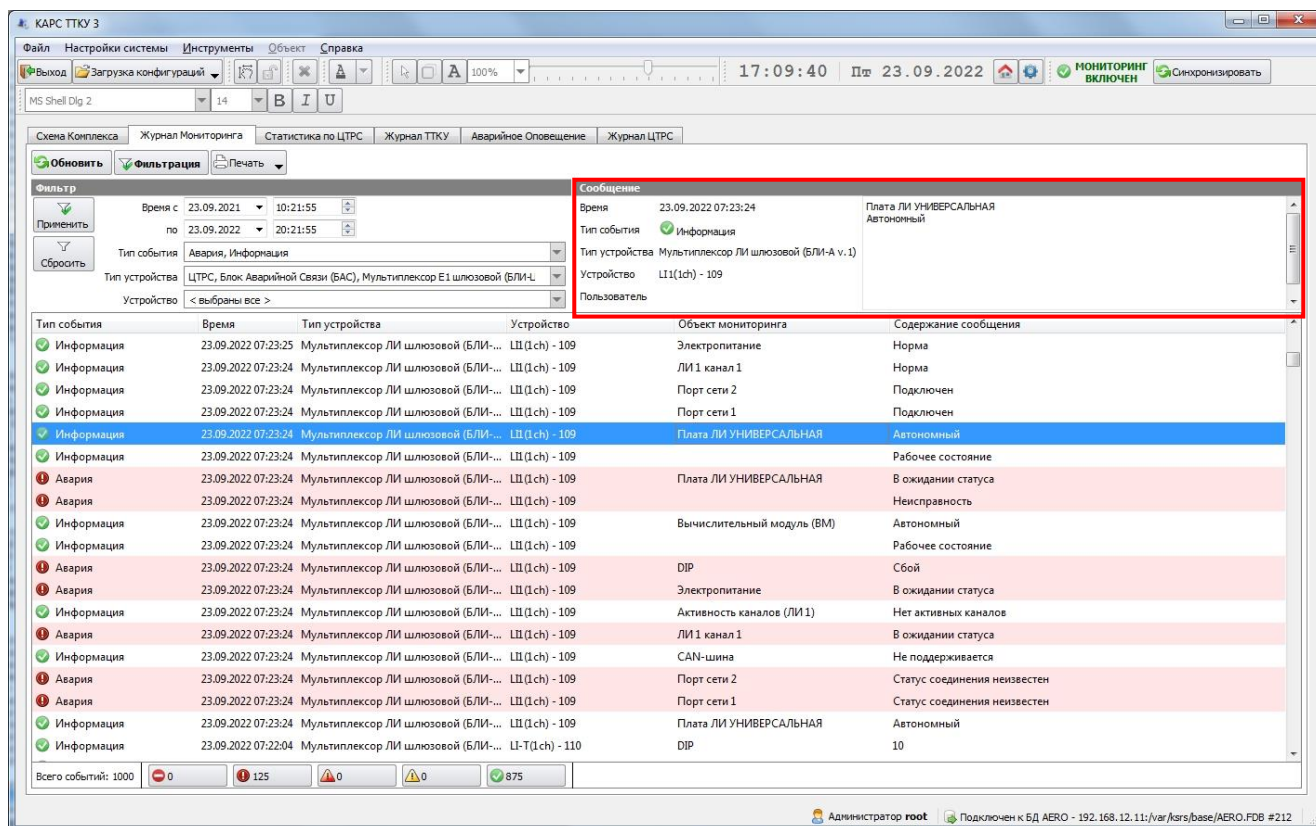 КАРС ТТКУ 3
Файл Настройки системы Инструменты Объект Справка
Выход Загрузка конфигураций A A 100% 17:09:40 Пт 23.09.2022 МОНИТОРИНГ ВКЛЮЧЕН Синхронизировать
MS Shell Dlg 2 14 B I U
Схема Комплекса Журнал Мониторинга Статистика по ЦТРС Журнал ТТКУ Аварийное Оповещение Журнал ЦТРС
Обновить Фильтрация Печать
Фильтр
Применить
Сбросить
Время с 23.09.2021 10:21:55
по 23.09.2022 20:21:55
Тип события Авария, Информация
Тип устройства ЦТРС, Блок Аварийной Связи (БАС), Мультиплексор E1 шлюзовой (БЛИ-Ц
Устройство < выбраны все >
Сообщение
Время 23.09.2022 07:23:24
Тип события Информация
Тип устройства Мультиплексор ЛИ шлюзовой (БЛИ-А v.1)
Устройство LI1(1ch) - 109
Пользователь
Плата ЛИ УНИВЕРСАЛЬНАЯ
Автономный
Тип события Время Тип устройства Устройство Объект мониторинга Содержание сообщения
Информация 23.09.2022 07:23:25 Мультиплексор ЛИ шлюзовой (БЛИ-... LI1(1ch) - 109 Электропитание Норма
Информация 23.09.2022 07:23:24 Мультиплексор ЛИ шлюзовой (БЛИ-... LI1(1ch) - 109 ЛИ 1 канал 1 Норма
Информация 23.09.2022 07:23:24 Мультиплексор ЛИ шлюзовой (БЛИ-... LI1(1ch) - 109 Порт сети 2 Подключен
Информация 23.09.2022 07:23:24 Мультиплексор ЛИ шлюзовой (БЛИ-... LI1(1ch) - 109 Порт сети 1 Подключен
Информация 23.09.2022 07:23:24 Мультиплексор ЛИ шлюзовой (БЛИ-... LI1(1ch) - 109 Плата ЛИ УНИВЕРСАЛЬНАЯ Автономный
Информация 23.09.2022 07:23:24 Мультиплексор ЛИ шлюзовой (БЛИ-... LI1(1ch) - 109 Рабочее состояние
Авария 23.09.2022 07:23:24 Мультиплексор ЛИ шлюзовой (БЛИ-... LI1(1ch) - 109 Плата ЛИ УНИВЕРСАЛЬНАЯ В ожидании статуса
Авария 23.09.2022 07:23:24 Мультиплексор ЛИ шлюзовой (БЛИ-... LI1(1ch) - 109 Неисправность
Информация 23.09.2022 07:23:24 Мультиплексор ЛИ шлюзовой (БЛИ-... LI1(1ch) - 109 Вычислительный модуль (ВМ) Автономный
Информация 23.09.2022 07:23:24 Мультиплексор ЛИ шлюзовой (БЛИ-... LI1(1ch) - 109 Рабочее состояние
Авария 23.09.2022 07:23:24 Мультиплексор ЛИ шлюзовой (БЛИ-... LI1(1ch) - 109 DIP Сбой
Авария 23.09.2022 07:23:24 Мультиплексор ЛИ шлюзовой (БЛИ-... LI1(1ch) - 109 Электропитание В ожидании статуса
Информация 23.09.2022 07:23:24 Мультиплексор ЛИ шлюзовой (БЛИ-... LI1(1ch) - 109 Активность каналов (ЛИ 1) Нет активных каналов
Авария 23.09.2022 07:23:24 Мультиплексор ЛИ шлюзовой (БЛИ-... LI1(1ch) - 109 ЛИ 1 канал 1 В ожидании статуса
Информация 23.09.2022 07:23:24 Мультиплексор ЛИ шлюзовой (БЛИ-... LI1(1ch) - 109 CAN-шина Не поддерживается
Авария 23.09.2022 07:23:24 Мультиплексор ЛИ шлюзовой (БЛИ-... LI1(1ch) - 109 Порт сети 2 Статус соединения неизвестен
Авария 23.09.2022 07:23:24 Мультиплексор ЛИ шлюзовой (БЛИ-... LI1(1ch) - 109 Порт сети 1 Статус соединения неизвестен
Информация 23.09.2022 07:23:24 Мультиплексор ЛИ шлюзовой (БЛИ-... LI1(1ch) - 109 Плата ЛИ УНИВЕРСАЛЬНАЯ Автономный
Информация 23.09.2022 07:22:04 Мультиплексор ЛИ шлюзовой (БЛИ-... LI-T(1ch) - 110 DIP 10
Всего событий: 1000 0 125 0 0 875
Администратор root Подключен к БД AERO - 192.168.12.11:/var/ksrs/base/AERO.FDB #212